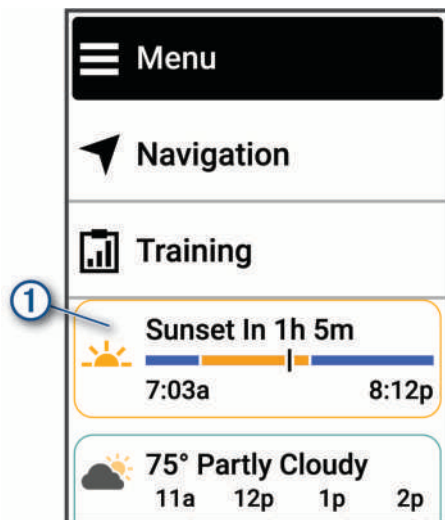 Menu
Navigation
Training
1
Sunset In 1h 5m
7:03a 8:12p
75° Partly Cloudy
11a 12p 1p 2p